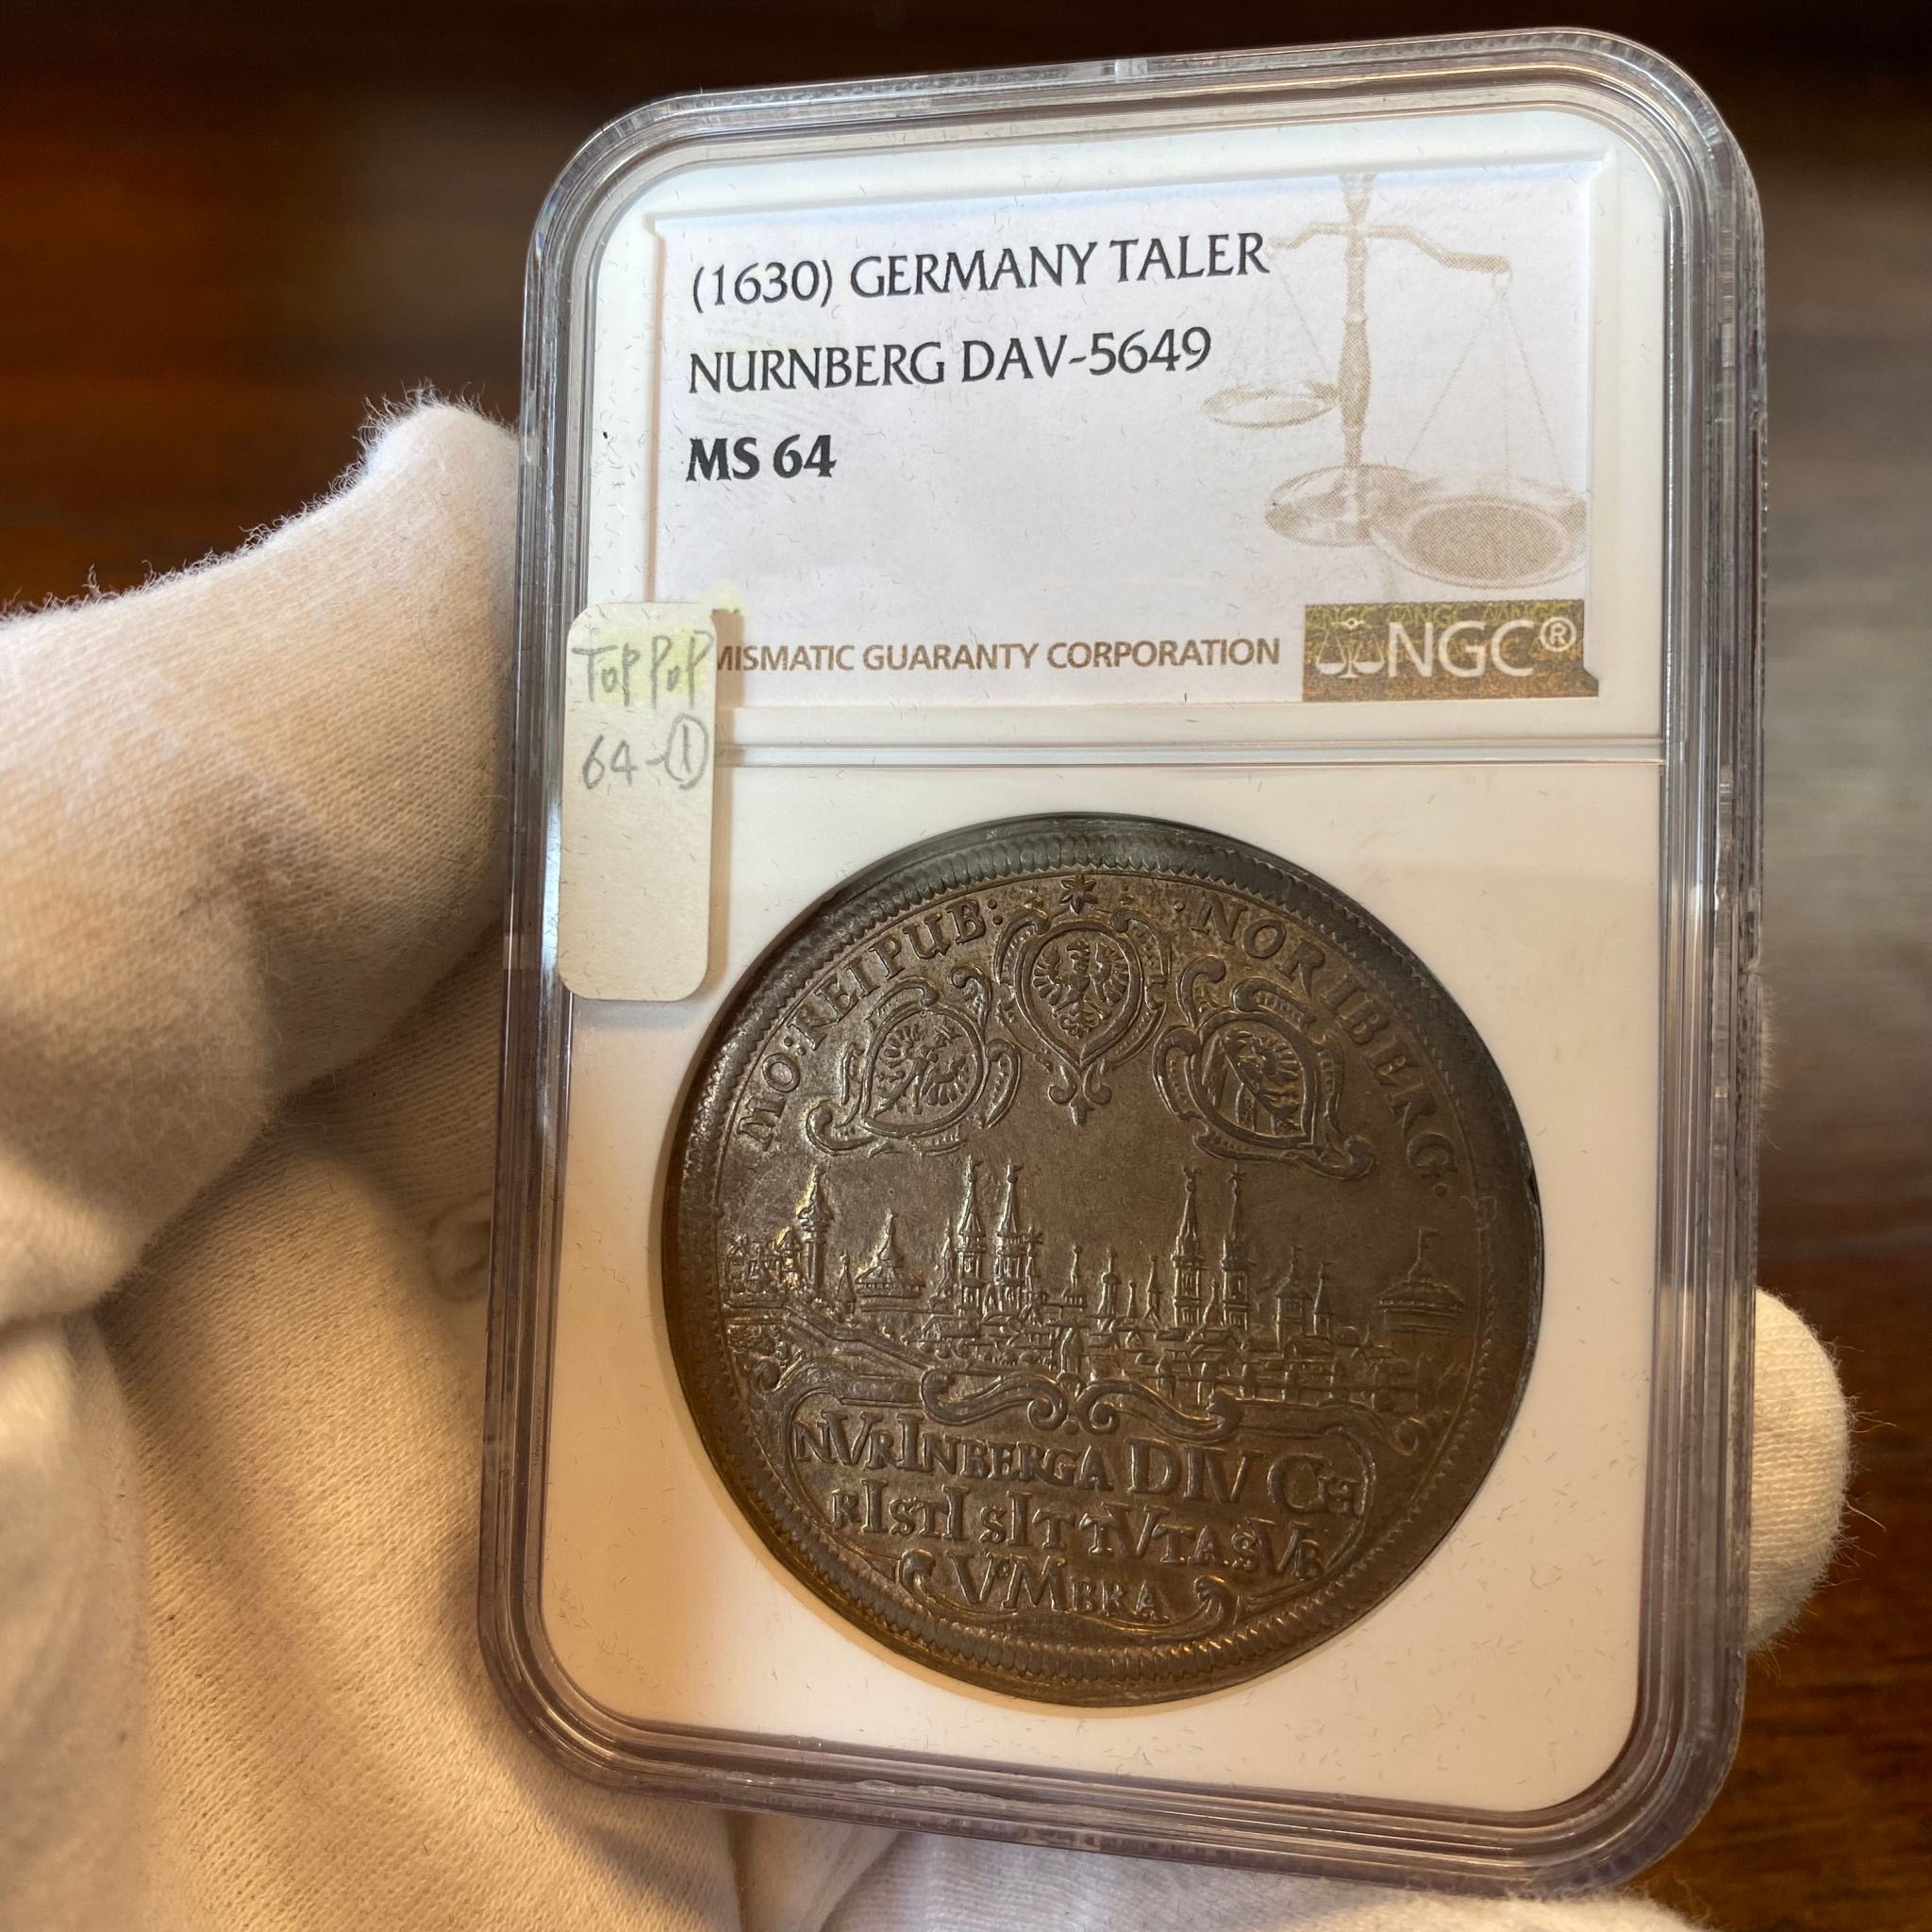 (1630) GERMANY TALER
NURNBERG DAV-5649
MS 64
MISMATIC GUARANTY CORPORATION
NGC®
TOP POP
64-①
MO:REIPUB: NORIBERG.
NVRINBERGA DIV CH
RISTI SIT TVTA SVB
VMBRA